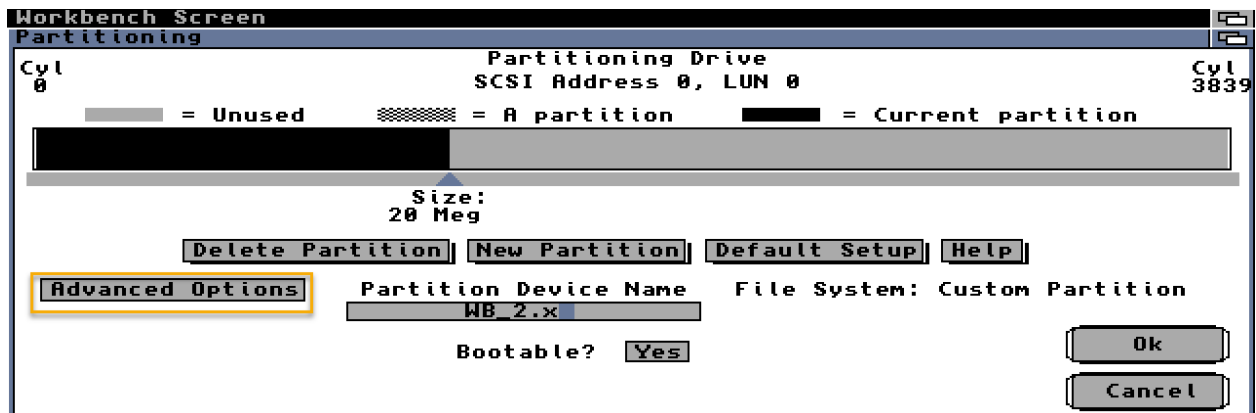 Workbench Screen
Partitioning
Partitioning Drive
Cyl
0
SCSI Address 0, LUN 0
Cyl
3839
= Unused = A partition = Current partition
Size:
20 Meg
Delete Partition New Partition Default Setup Help
Advanced Options Partition Device Name File System: Custom Partition
WB_2.x
Bootable? Yes
Ok
Cancel